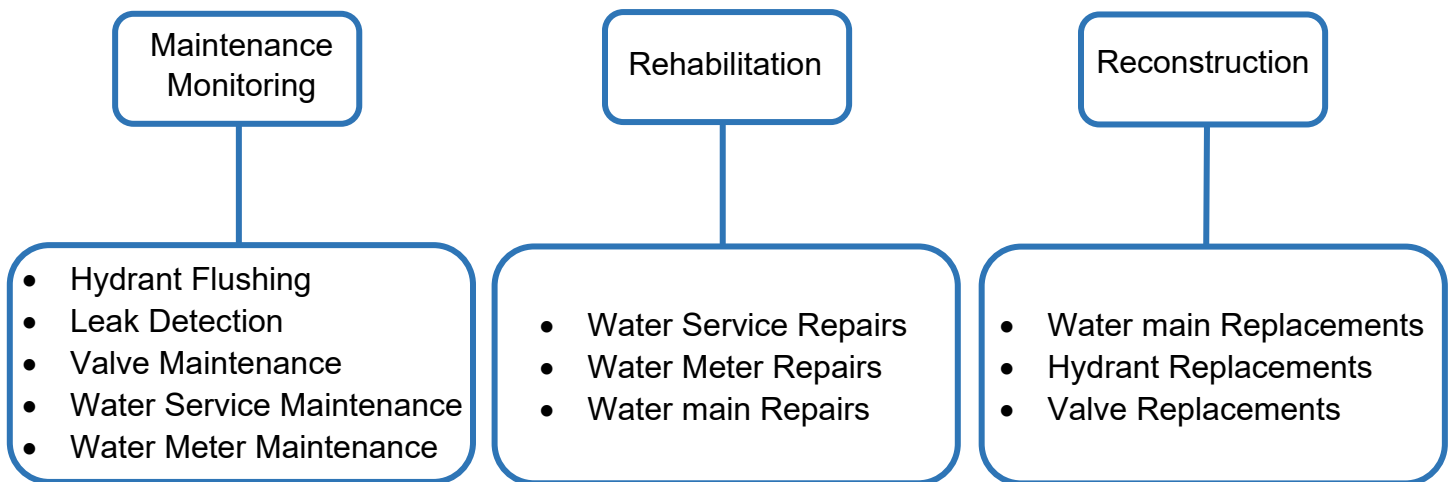 Maintenance
Monitoring
Rehabilitation
Reconstruction
• Hydrant Flushing
• Leak Detection
• Valve Maintenance
• Water Service Maintenance
• Water Meter Maintenance
• Water Service Repairs
• Water Meter Repairs
• Water main Repairs
• Water main Replacements
• Hydrant Replacements
• Valve Replacements